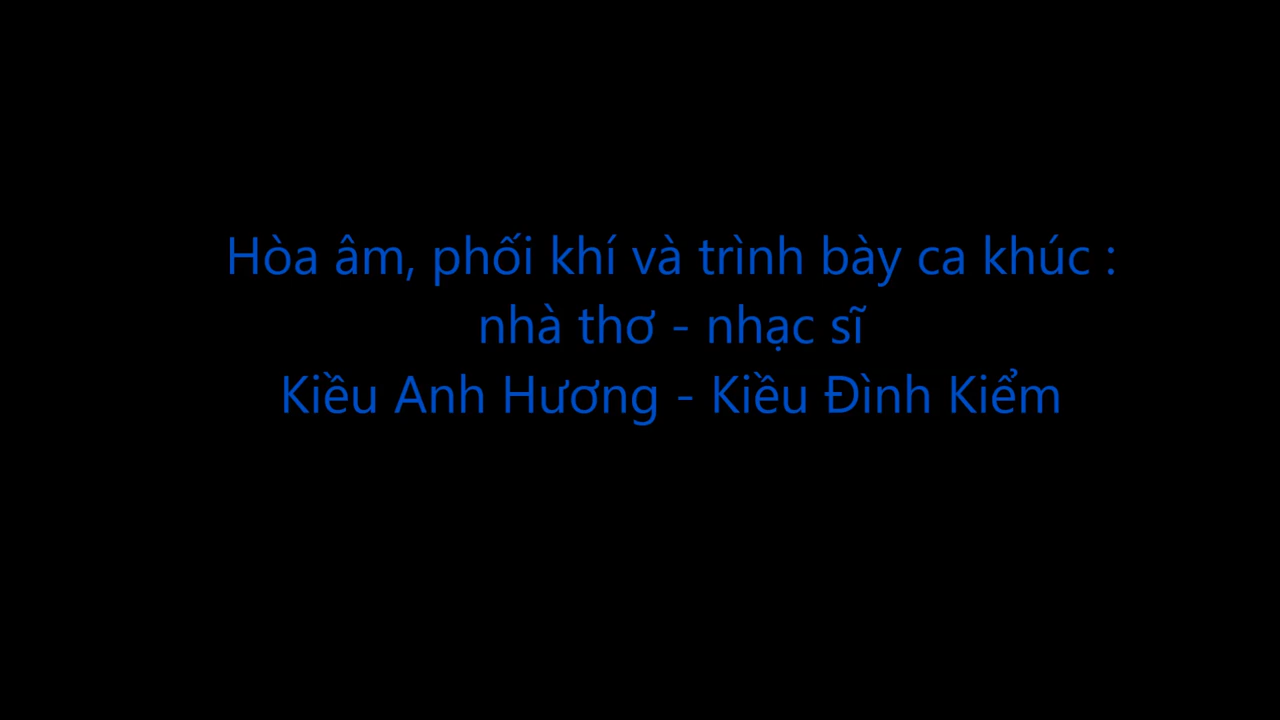 Hòa âm, phối khí và trình bày ca khúc :
nhà thơ - nhạc sĩ
Kiều Anh Hương - Kiều Đình Kiểm